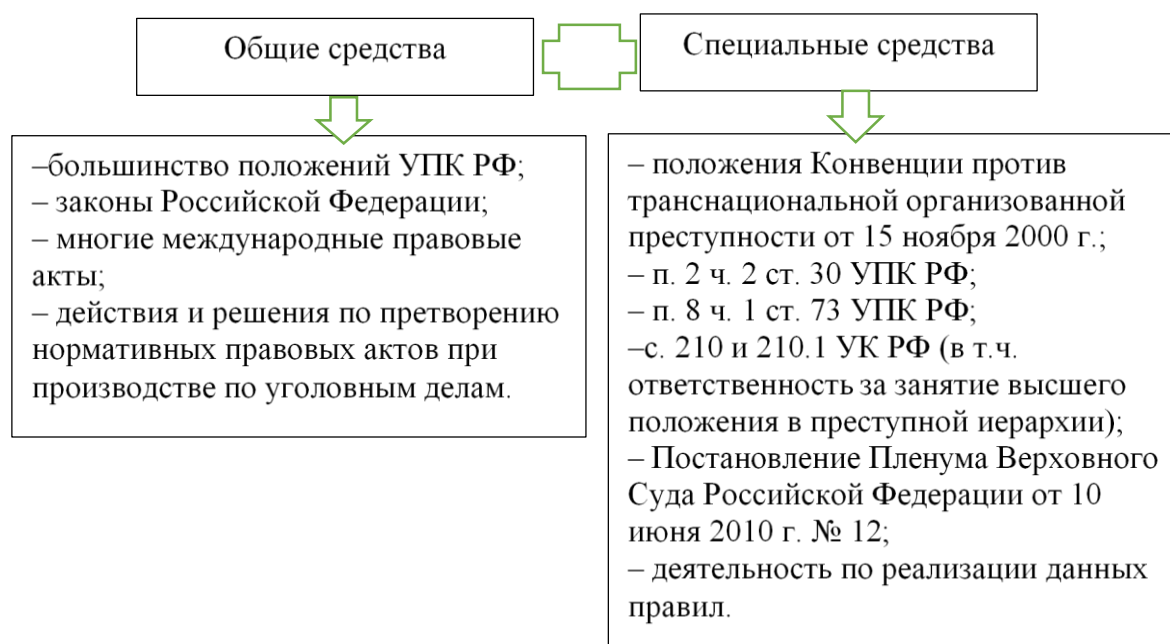 Общие средства
Специальные средства
–большинство положений УПК РФ;
– законы Российской Федерации;
– многие международные правовые
акты;
– действия и решения по претворению
нормативных правовых актов при
производстве по уголовным делам.
– положения Конвенции против
транснациональной организованной
преступности от 15 ноября 2000 г.;
– п. 2 ч. 2 ст. 30 УПК РФ;
– п. 8 ч. 1 ст. 73 УПК РФ;
–с. 210 и 210.1 УК РФ (в т.ч.
ответственность за занятие высшего
положения в преступной иерархии);
– Постановление Пленума Верховного
Суда Российской Федерации от 10
июня 2010 г. № 12;
– деятельность по реализации данных
правил.